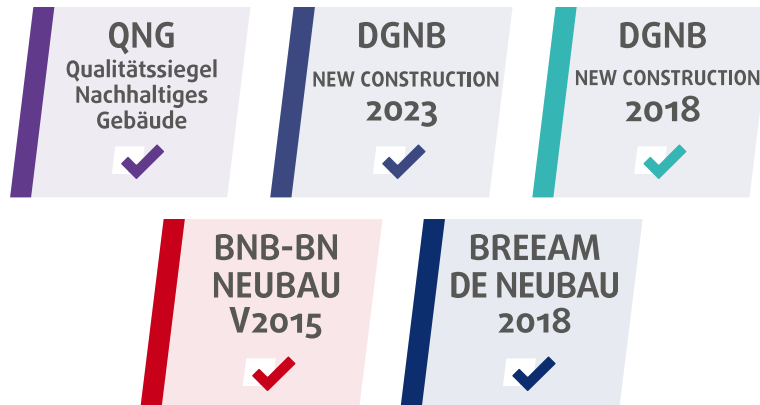 QNG
Qualitätssiegel
Nachhaltiges
Gebäude
DGNB
NEW CONSTRUCTION
2023
DGNB
NEW CONSTRUCTION
2018
BNB-BN
NEUBAU
V2015
BREEAM
DE NEUBAU
2018